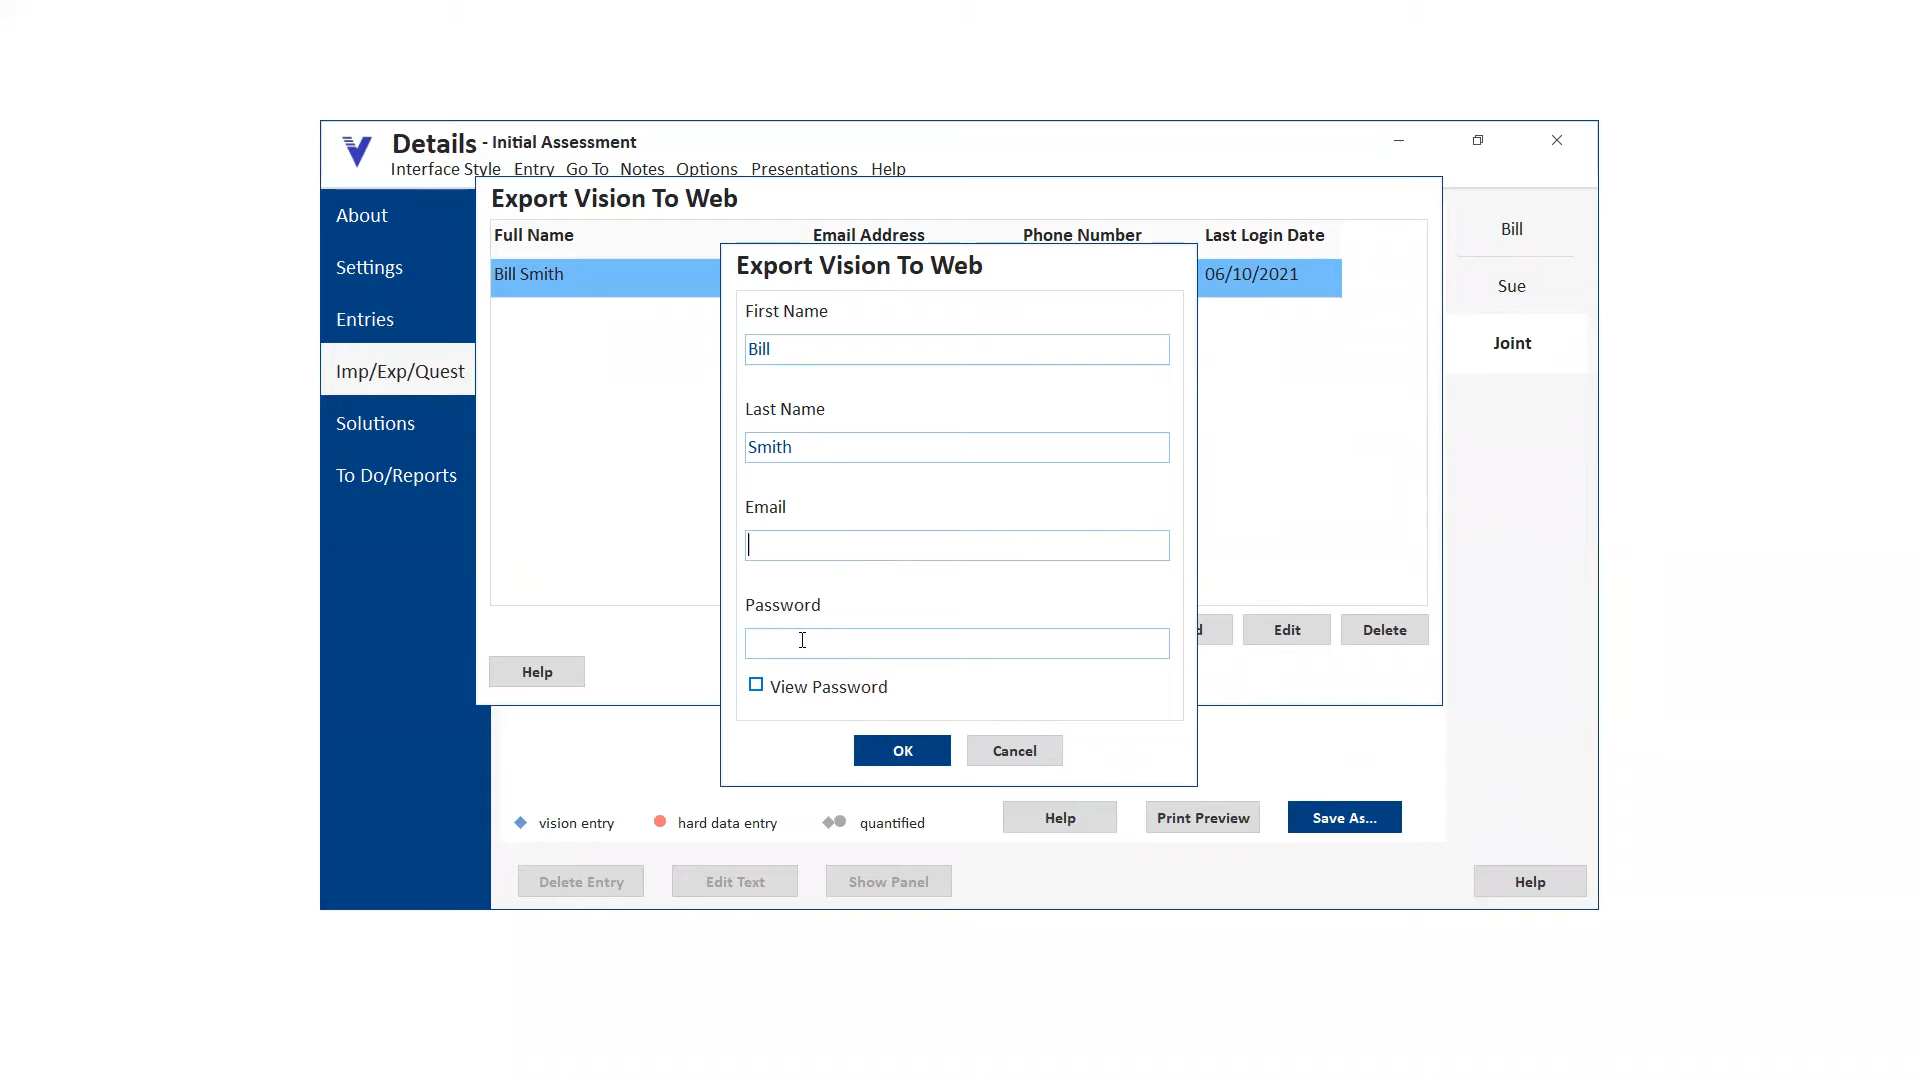 Details - Initial Assessment
Interface Style Entry Go To Notes Options Presentations Help
About
Settings
Entries
Imp/Exp/Quest
Solutions
To Do/Reports
Export Vision To Web
Full Name Email Address Phone Number Last Login Date
Bill Smith 06/10/2021
Export Vision To Web
First Name
Bill
Last Name
Smith
Email
Password
View Password
OK Cancel
Edit Delete
Help
Bill
Sue
Joint
vision entry hard data entry quantified Help Print Preview Save As...
Delete Entry Edit Text Show Panel Help